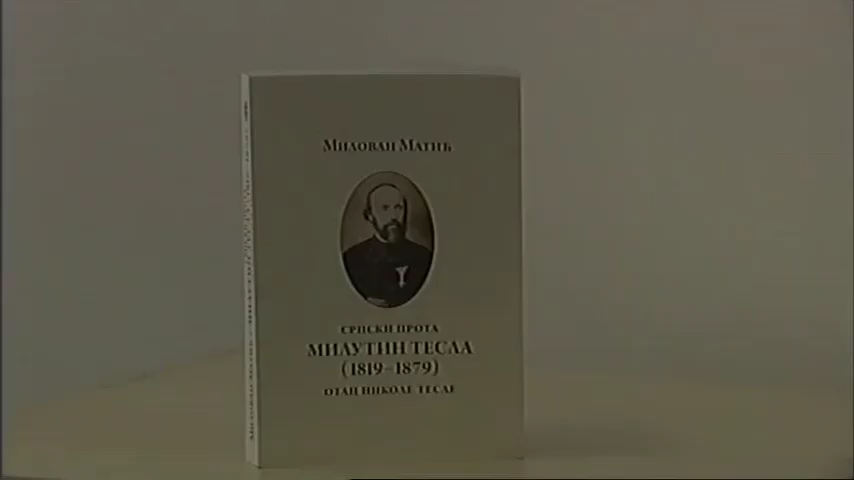 Милован Матић
СРПСКИ ПРОТА
МИЛУТИН ТЕСЛА
(1819–1879)
ОТАЦ НИКОЛЕ ТЕСЛЕ